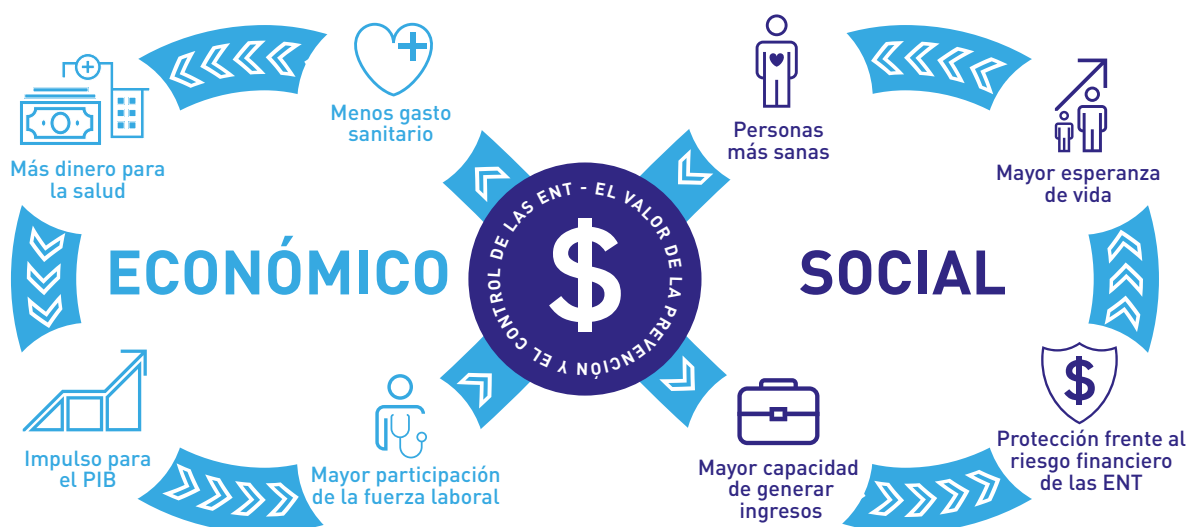 Menos gasto
sanitario
Más dinero para
la salud
ECONÓMICO
Impulso para
el PIB
Mayor participación
de la fuerza laboral
EL VALOR DE LA PREVENCIÓN Y EL CONTROL DE LAS ENT -
$
Personas
más sanas
Mayor esperanza
de vida
SOCIAL
$
Protección frente al
riesgo financiero
de las ENT
Mayor capacidad
de generar
ingresos